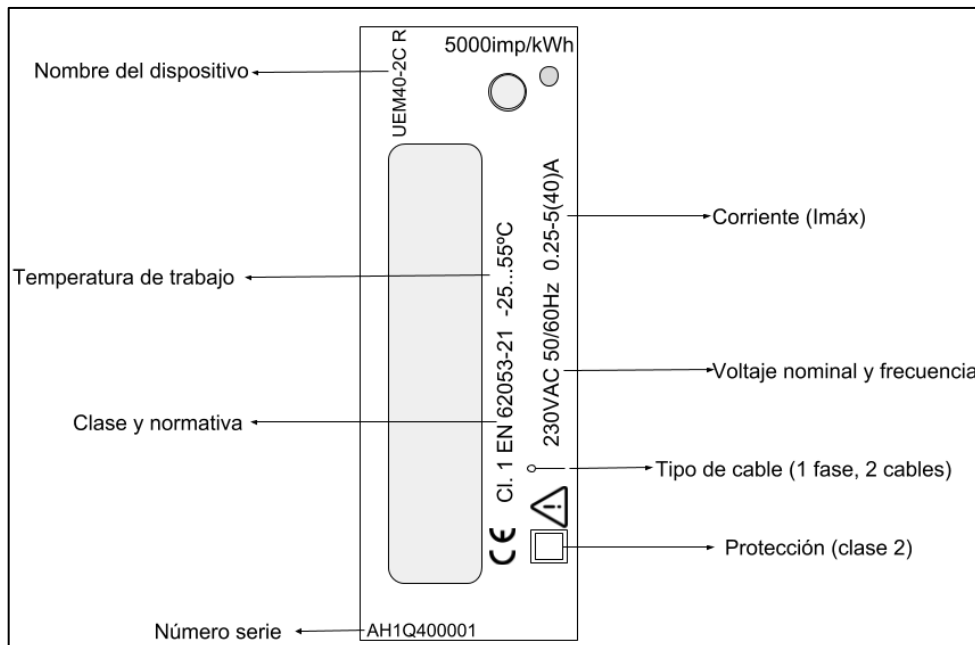 5000imp/kWh
UEM40-2C R
Nombre del dispositivo
Corriente (Imáx)
0.25-5(40)A
Temperatura de trabajo
-25...55ºC
Voltaje nominal y frecuencia
230VAC 50/60Hz
Clase y normativa
Cl. 1 EN 62053-21
Tipo de cable (1 fase, 2 cables)
CE
Protección (clase 2)
Número serie
AH1Q400001